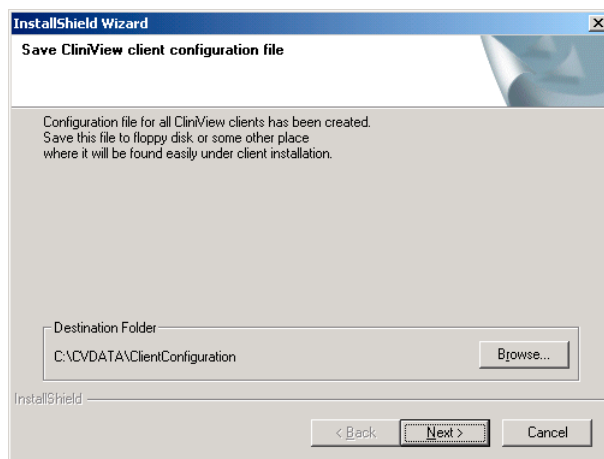 InstallShield Wizard
Save CliniView client configuration file
Configuration file for all CliniView clients has been created.
Save this file to floppy disk or some other place
where it will be found easily under client installation.
Destination Folder
C:\CVDATA\ClientConfiguration
Browse...
InstallShield
< Back
Next >
Cancel